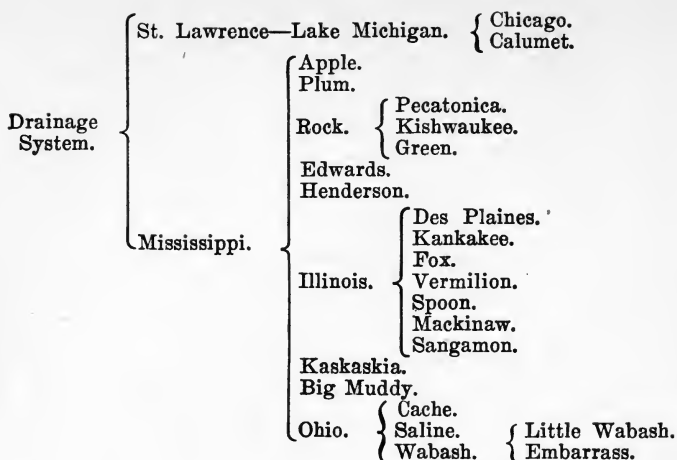 St. Lawrence—Lake Michigan. { Chicago.
Calumet.
Apple.
Plum.
Drainage System.
Rock. { Pecatonica.
Kishwaukee.
Green.
Edwards.
Henderson.
Mississippi.
Illinois. { Des Plaines.
Kankakee.
Fox.
Vermilion.
Spoon.
Mackinaw.
Sangamon.
Kaskaskia.
Big Muddy.
Ohio. { Cache.
Saline.
Wabash. { Little Wabash.
Embarrass.